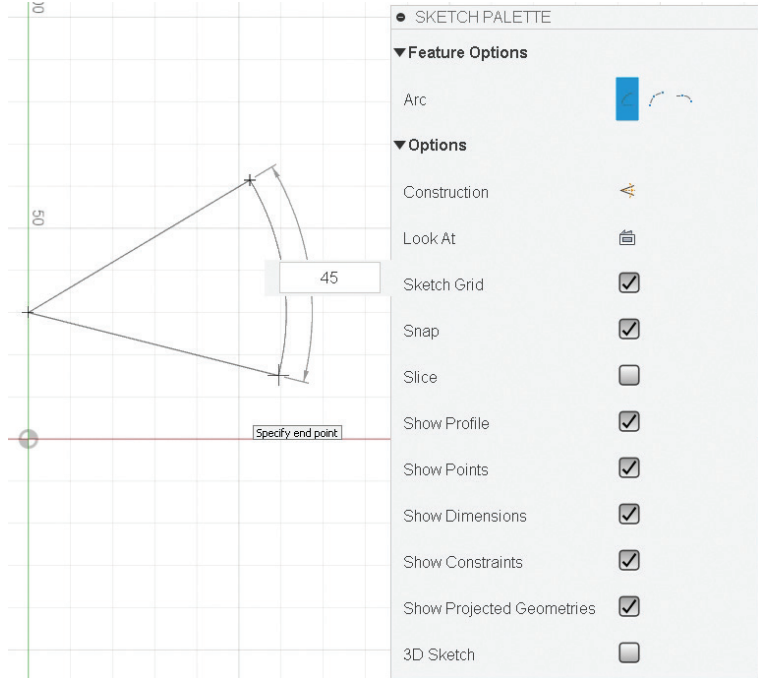 00
50
45
Specify end point
SKETCH PALETTE
Feature Options
Arc
Options
Construction
Look At
Sketch Grid
Snap
Slice
Show Profile
Show Points
Show Dimensions
Show Constraints
Show Projected Geometries
3D Sketch